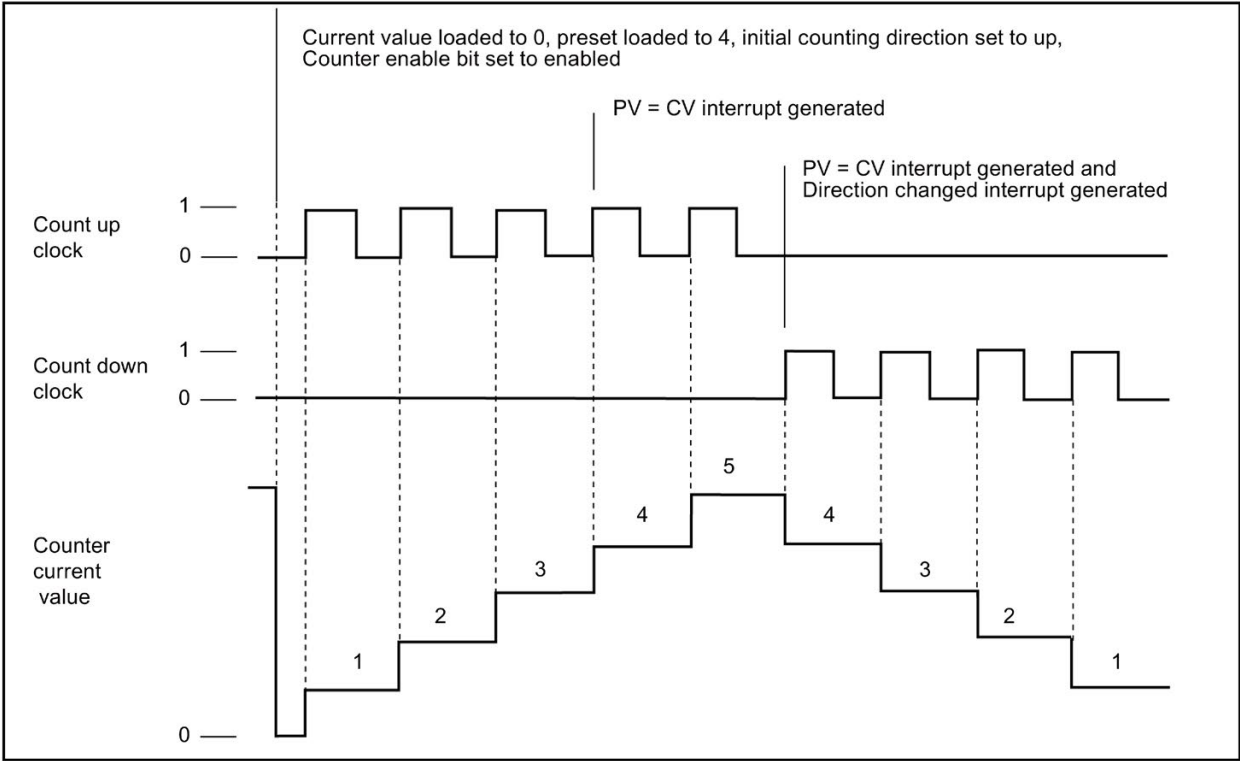 Current value loaded to 0, preset loaded to 4, initial counting direction set to up,
Counter enable bit set to enabled
PV = CV interrupt generated
PV = CV interrupt generated and
Direction changed interrupt generated
Count up
clock
1
0
Count down
clock
1
0
Counter
current
value
0
1
2
3
4
5
4
3
2
1